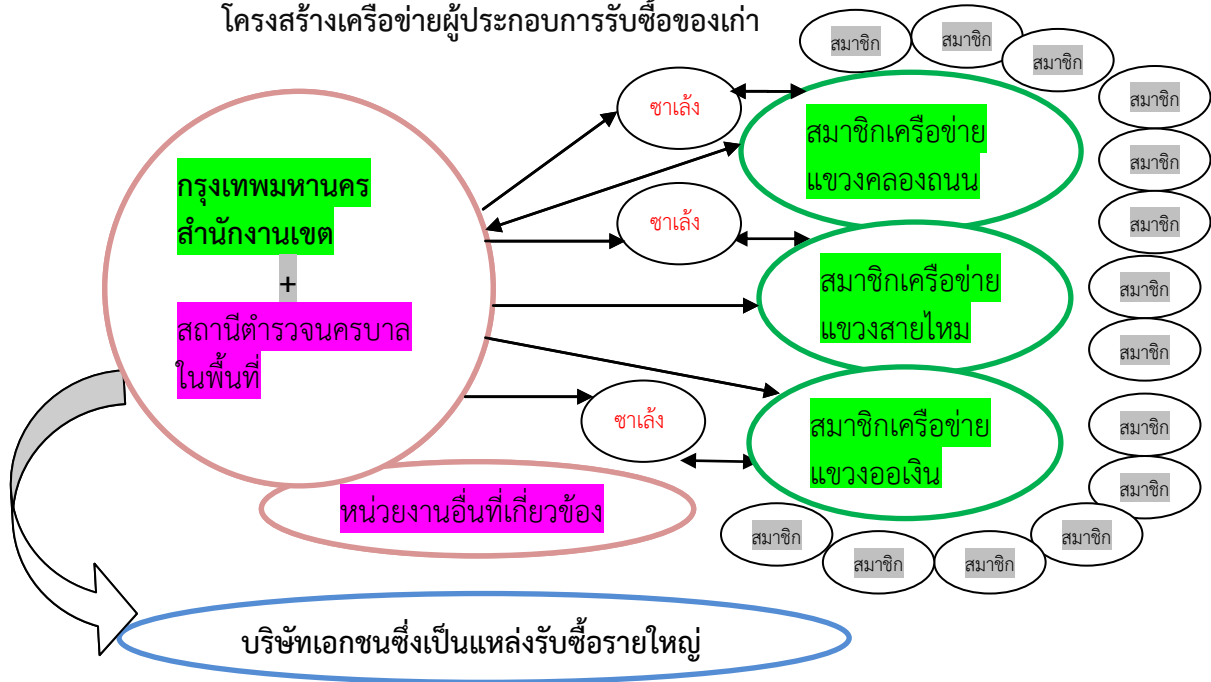 โครงสร้างเครือข่ายผู้ประกอบการรับซื้อของเก่า
กรุงเทพมหานคร
สำนักงานเขต
+
สถานีตำรวจนครบาล
ในพื้นที่
หน่วยงานอื่นที่เกี่ยวข้อง
บริษัทเอกชนซึ่งเป็นแหล่งรับซื้อรายใหญ่
ซาเล้ง
ซาเล้ง
ซาเล้ง
สมาชิกเครือข่าย
แขวงคลองถนน
สมาชิกเครือข่าย
แขวงสายไหม
สมาชิกเครือข่าย
แขวงออเงิน
สมาชิก
สมาชิก
สมาชิก
สมาชิก
สมาชิก
สมาชิก
สมาชิก
สมาชิก
สมาชิก
สมาชิก
สมาชิก
สมาชิก
สมาชิก
สมาชิก